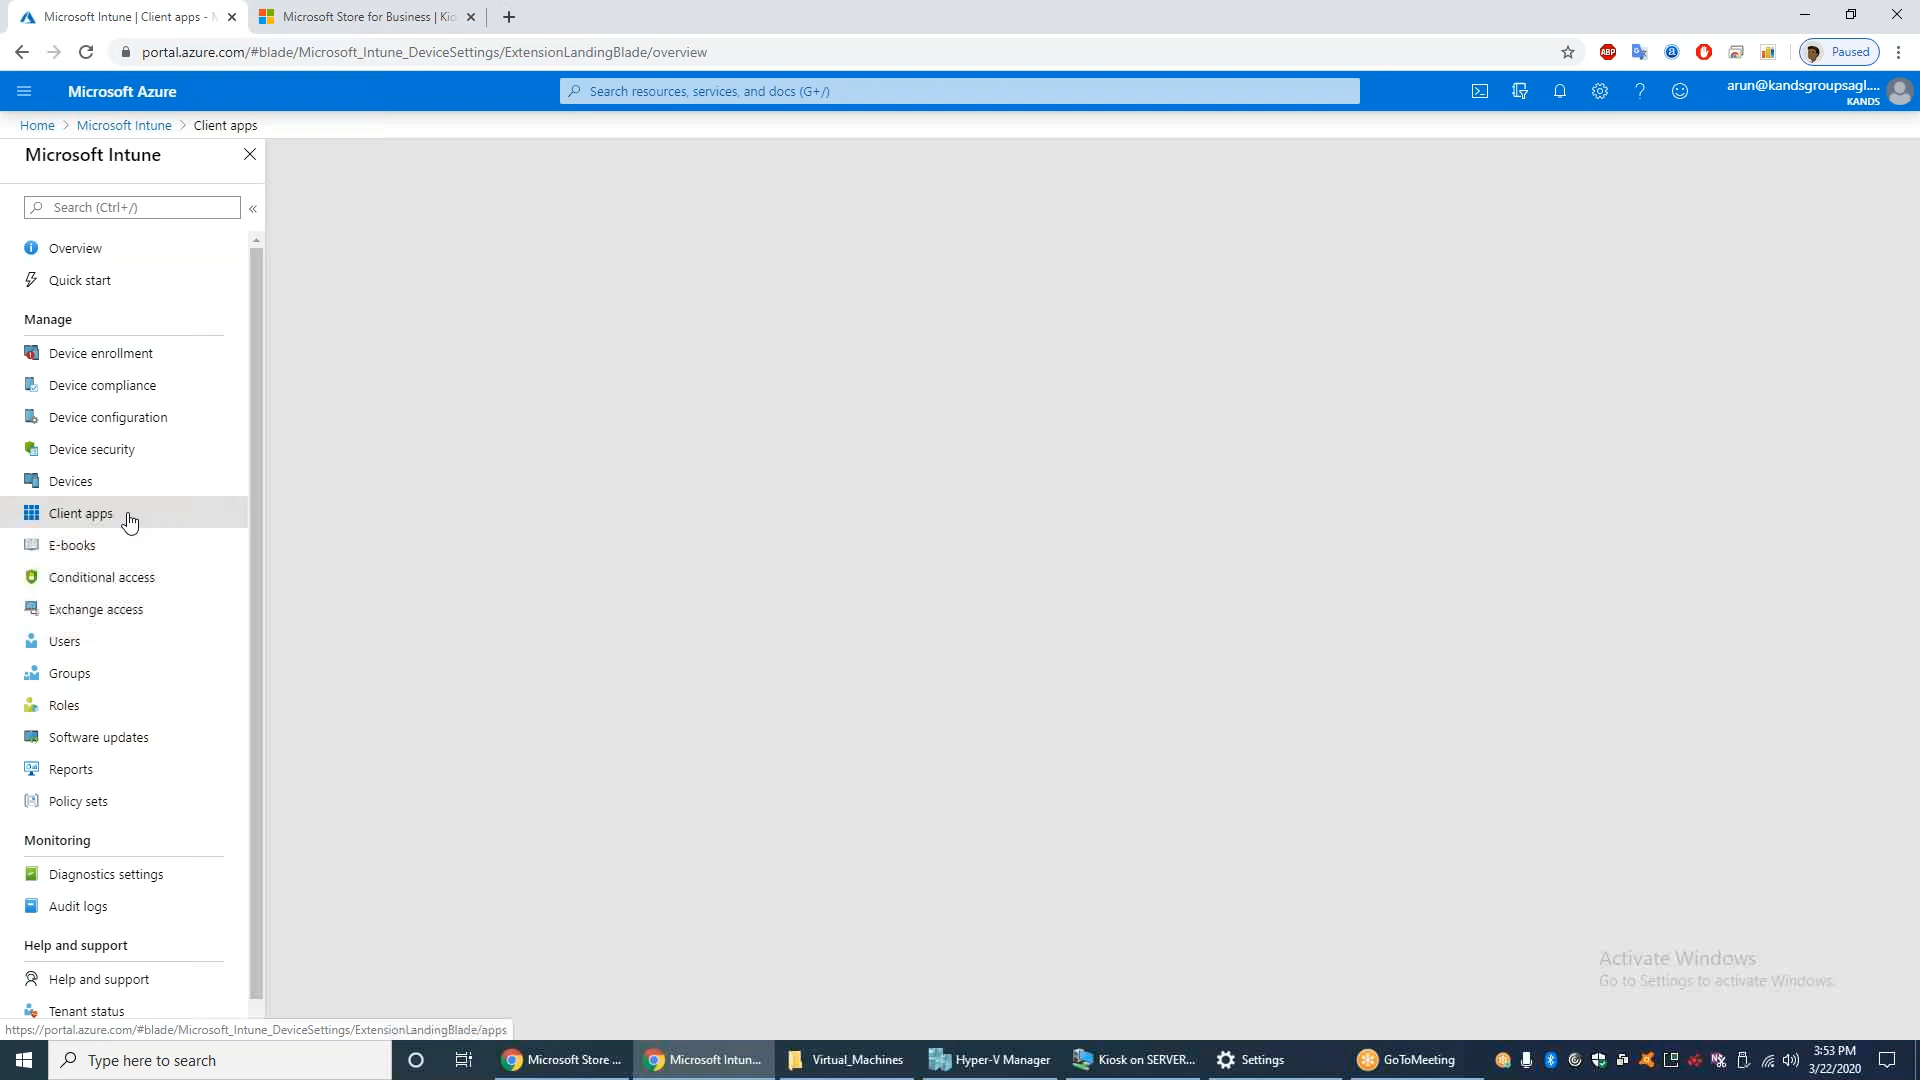 Microsoft Intune | Client apps - M
Microsoft Store for Business | Kio
portal.azure.com/#blade/Microsoft_Intune_DeviceSettings/ExtensionLandingBlade/overview
ABP
Paused
Microsoft Azure
Search resources, services, and docs (G+/)
arun@kandsgroupsagl....
KANDS
Home > Microsoft Intune > Client apps
Microsoft Intune
Search (Ctrl+/)
Overview
Quick start
Manage
Device enrollment
Device compliance
Device configuration
Device security
Devices
Client apps
E-books
Conditional access
Exchange access
Users
Groups
Roles
Software updates
Reports
Policy sets
Monitoring
Diagnostics settings
Audit logs
Help and support
Help and support
Tenant status
Activate Windows
Go to Settings to activate Windows.
https://portal.azure.com/#blade/Microsoft_Intune_DeviceSettings/ExtensionLandingBlade/apps
Type here to search
Microsoft Store ...
Microsoft Intun...
Virtual_Machines
Hyper-V Manager
Kiosk on SERVER...
Settings
GoToMeeting
3:53 PM
3/22/2020